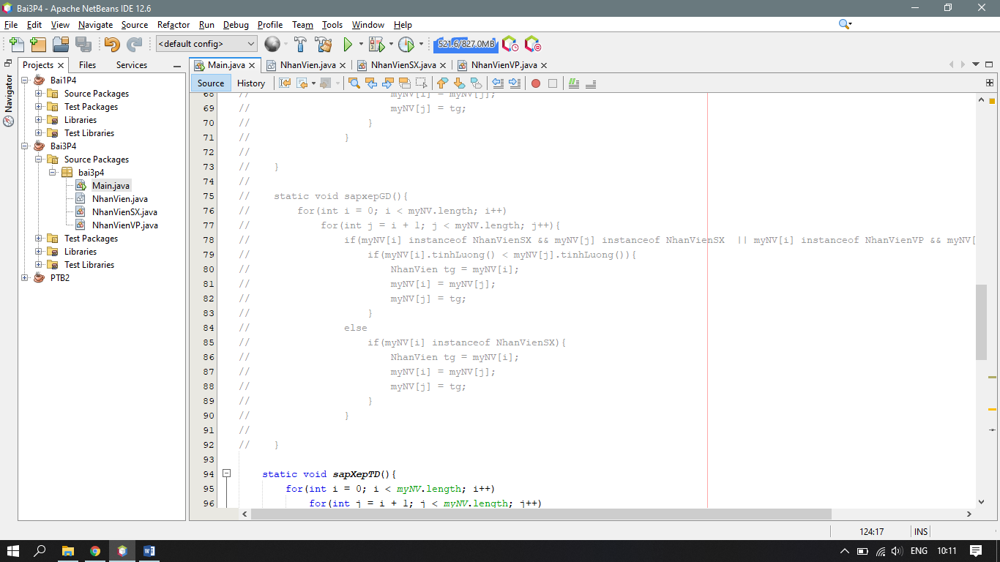 Bai3P4 - Apache NetBeans IDE 12.6
File Edit View Navigate Source Refactor Run Debug Profile Team Tools Window Help
<default config>
521.6/827.0MB
Projects Files Services
Main.java NhanVien.java NhanVienSX.java NhanVienVP.java
Source History
Navigator
Bai1P4
Source Packages
Test Packages
Libraries
Test Libraries
Bai3P4
Source Packages
bai3p4
Main.java
NhanVien.java
NhanVienSX.java
NhanVienVP.java
Test Packages
Libraries
Test Libraries
PTB2
68 // myNV[i] = myNV[j];
69 // myNV[j] = tg;
70 // }
71 // }
72 //
73 // }
74 //
75 // static void sapxepGD(){
76 // for(int i = 0; i < myNV.length; i++)
77 // for(int j = i + 1; j < myNV.length; j++){
78 // if(myNV[i] instanceof NhanVienSX && myNV[j] instanceof NhanVienSX || myNV[i] instanceof NhanVienVP && myNV[
79 // if(myNV[i].tinhLuong() < myNV[j].tinhLuong()){
80 // NhanVien tg = myNV[i];
81 // myNV[i] = myNV[j];
82 // myNV[j] = tg;
83 // }
84 // else
85 // if(myNV[i] instanceof NhanVienSX){
86 // NhanVien tg = myNV[i];
87 // myNV[i] = myNV[j];
88 // myNV[j] = tg;
89 // }
90 // }
91 //
92 // }
93
94 static void sapXepTD(){
95 for(int i = 0; i < myNV.length; i++)
96 for(int j = i + 1; j < myNV.length; j++)
124:17 INS
ENG 10:11